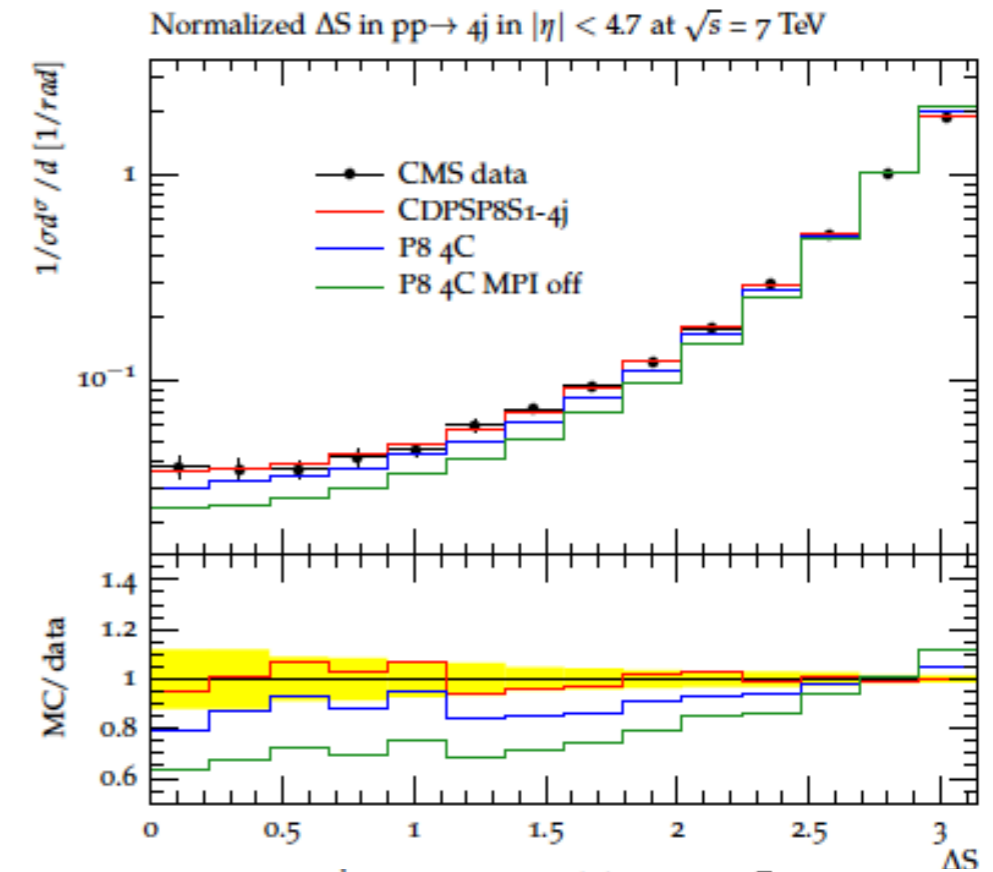 Normalized ΔS in pp→ 4j in |η| < 4.7 at √s = 7 TeV
1/σdσ / d [1/rad]
1
10⁻¹
CMS data
CDPSP8S1-4j
P8 4C
P8 4C MPI off
MC/ data
1.4
1.2
1
0.8
0.6
0 0.5 1 1.5 2 2.5 3
ΔS